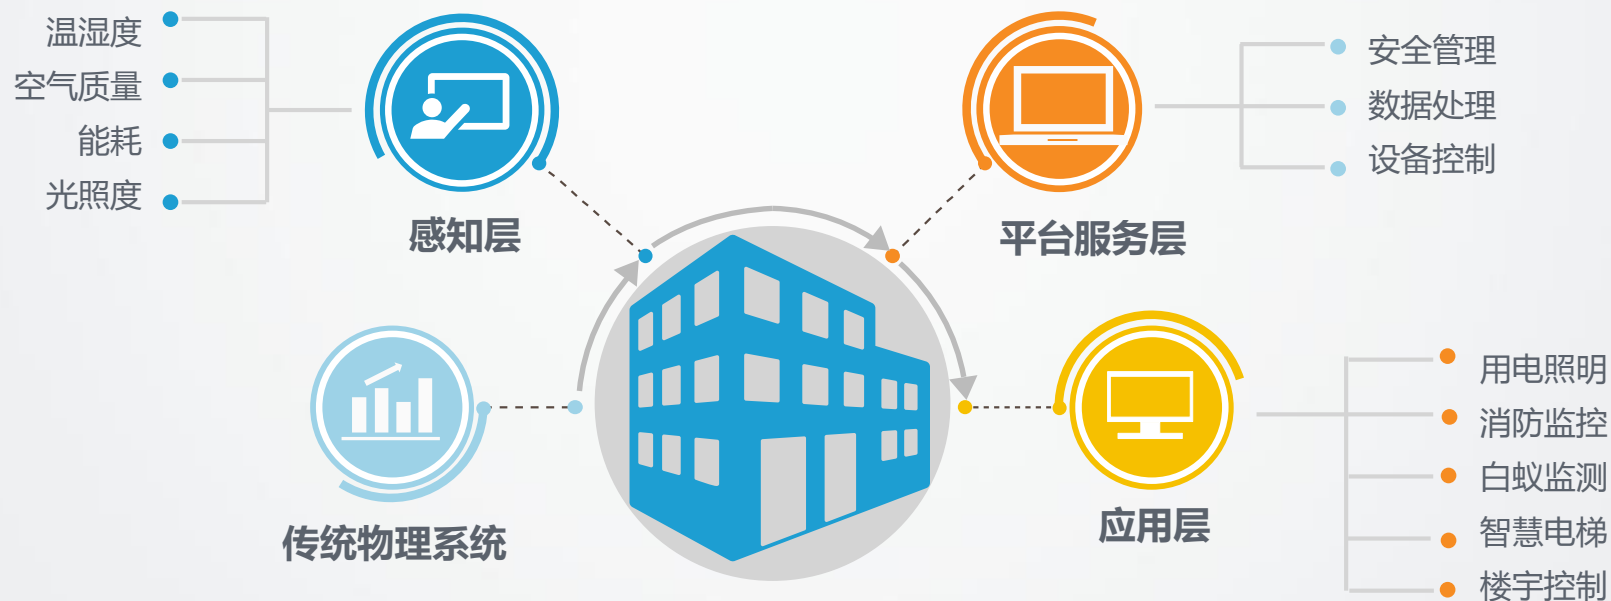 温湿度
空气质量
能耗
光照度
感知层
平台服务层
安全管理
数据处理
设备控制
传统物理系统
应用层
用电照明
消防监控
白蚁监测
智慧电梯
楼宇控制